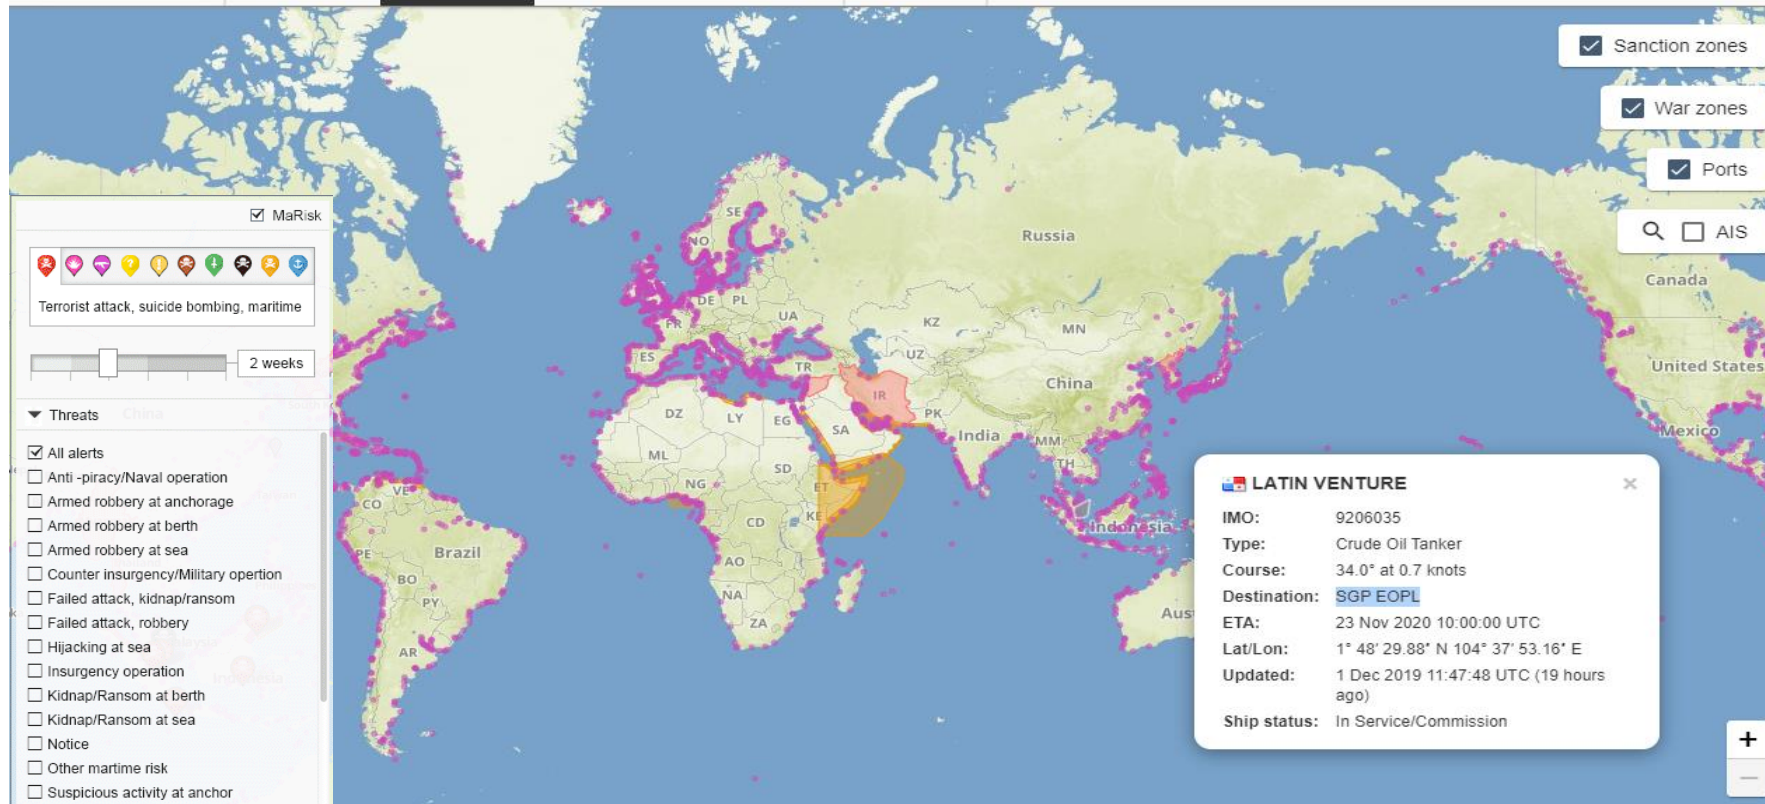 Sanction zones
War zones
Ports
AIS
MaRisk
Terrorist attack, suicide bombing, maritime
2 weeks
Threats
All alerts
Anti -piracy/Naval operation
Armed robbery at anchorage
Armed robbery at berth
Armed robbery at sea
Counter insurgency/Military opertion
Failed attack, kidnap/ransom
Failed attack, robbery
Hijacking at sea
Insurgency operation
Kidnap/Ransom at berth
Kidnap/Ransom at sea
Notice
Other martime risk
Suspicious activity at anchor
SE
NO
Russia
Canada
DE PL
UA
FR
KZ
MN
ES
TR
UZ
China
United States
IR
DZ
LY
EG
SA
PK
India
MM
Mexico
ML
SD
TH
NG
ET
VE
CO
CD
KE
Indonesia
PE
Brazil
AO
BO
NA
PY
ZA
AR
Aus
LATIN VENTURE ×
IMO: 9206035
Type: Crude Oil Tanker
Course: 34.0° at 0.7 knots
Destination: SGP EOPL
ETA: 23 Nov 2020 10:00:00 UTC
Lat/Lon: 1° 48' 29.88" N 104° 37' 53.16" E
Updated: 1 Dec 2019 11:47:48 UTC (19 hours
ago)
Ship status: In Service/Commission
+
−